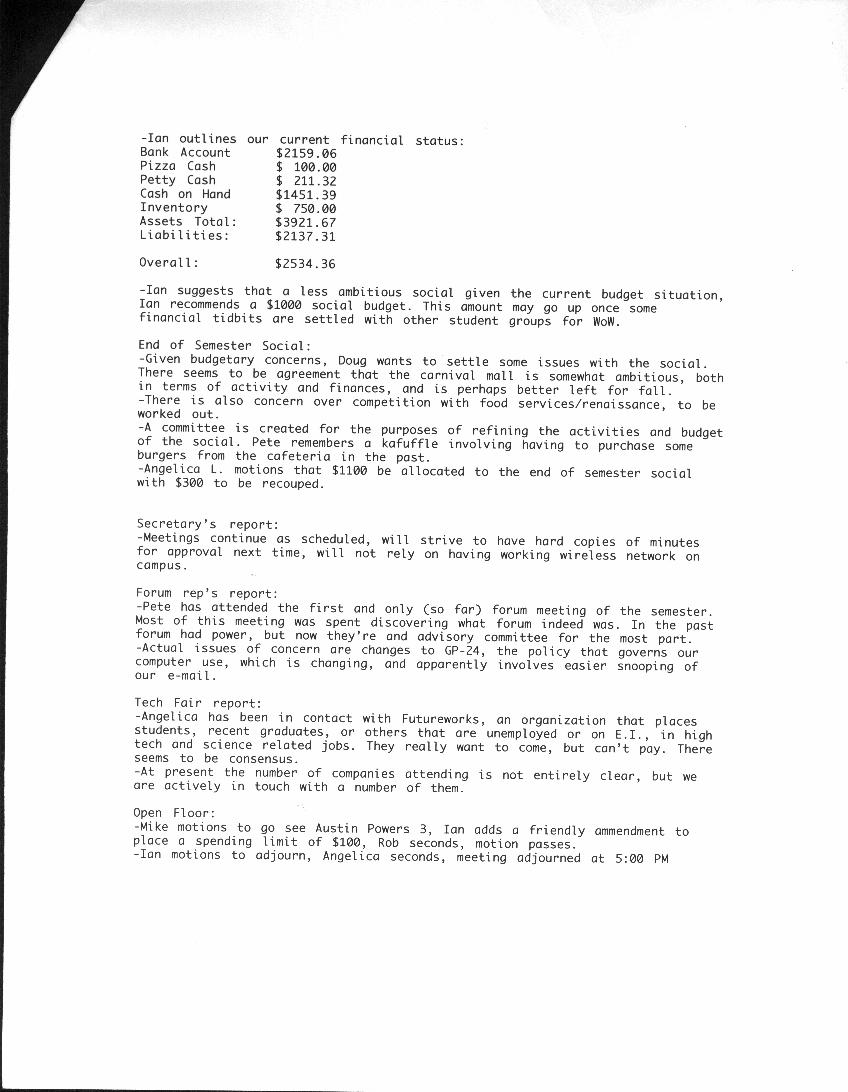 -Ian outlines our current financial status:
Bank Account $2159.06
Pizza Cash $ 100.00
Petty Cash $ 211.32
Cash on Hand $1451.39
Inventory $ 750.00
Assets Total: $3921.67
Liabilities: $2137.31
Overall: $2534.36
-Ian suggests that a less ambitious social given the current budget situation,
Ian recommends a $1000 social budget. This amount may go up once some
financial tidbits are settled with other student groups for WoW.
End of Semester Social:
-Given budgetary concerns, Doug wants to settle some issues with the social.
There seems to be agreement that the carnival mall is somewhat ambitious, both
in terms of activity and finances, and is perhaps better left for fall.
-There is also concern over competition with food services/renaissance, to be
worked out.
-A committee is created for the purposes of refining the activities and budget
of the social. Pete remembers a kafuffle involving having to purchase some
burgers from the cafeteria in the past.
-Angelica L. motions that $1100 be allocated to the end of semester social
with $300 to be recouped.
Secretary's report:
-Meetings continue as scheduled, will strive to have hard copies of minutes
for approval next time, will not rely on having working wireless network on
campus.
Forum rep's report:
-Pete has attended the first and only (so far) forum meeting of the semester.
Most of this meeting was spent discovering what forum indeed was. In the past
forum had power, but now they're and advisory committee for the most part.
-Actual issues of concern are changes to GP-24, the policy that governs our
computer use, which is changing, and apparently involves easier snooping of
our e-mail.
Tech Fair report:
-Angelica has been in contact with Futureworks, an organization that places
students, recent graduates, or others that are unemployed or on E.I., in high
tech and science related jobs. They really want to come, but can't pay. There
seems to be consensus.
-At present the number of companies attending is not entirely clear, but we
are actively in touch with a number of them.
Open Floor:
-Mike motions to go see Austin Powers 3, Ian adds a friendly ammendment to
place a spending limit of $100, Rob seconds, motion passes.
-Ian motions to adjourn, Angelica seconds, meeting adjourned at 5:00 PM